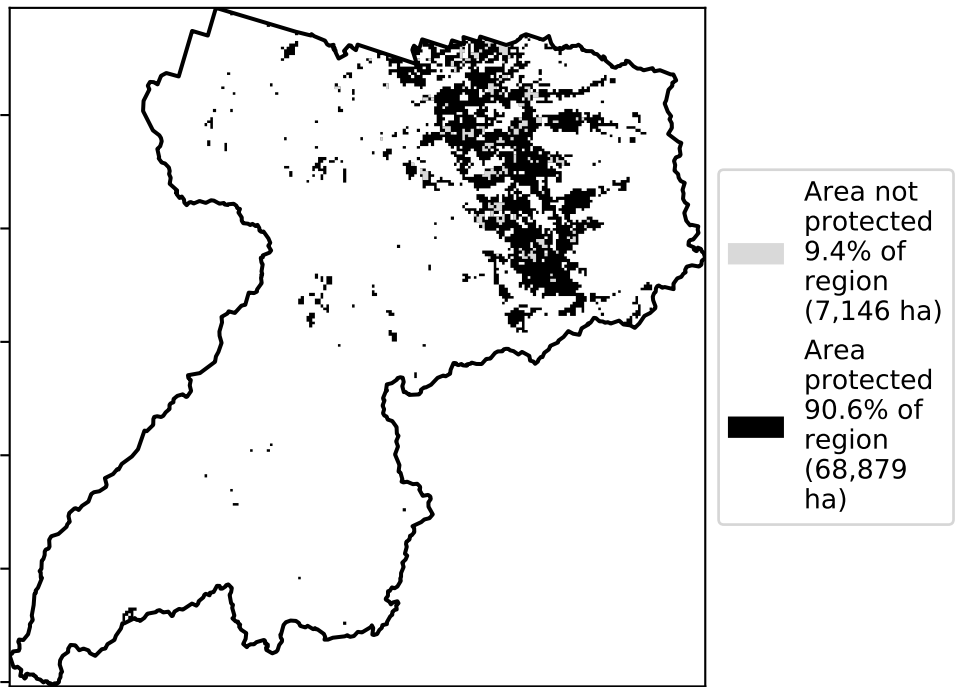 Area not
protected
9.4% of
region
(7,146 ha)
Area
protected
90.6% of
region
(68,879
ha)